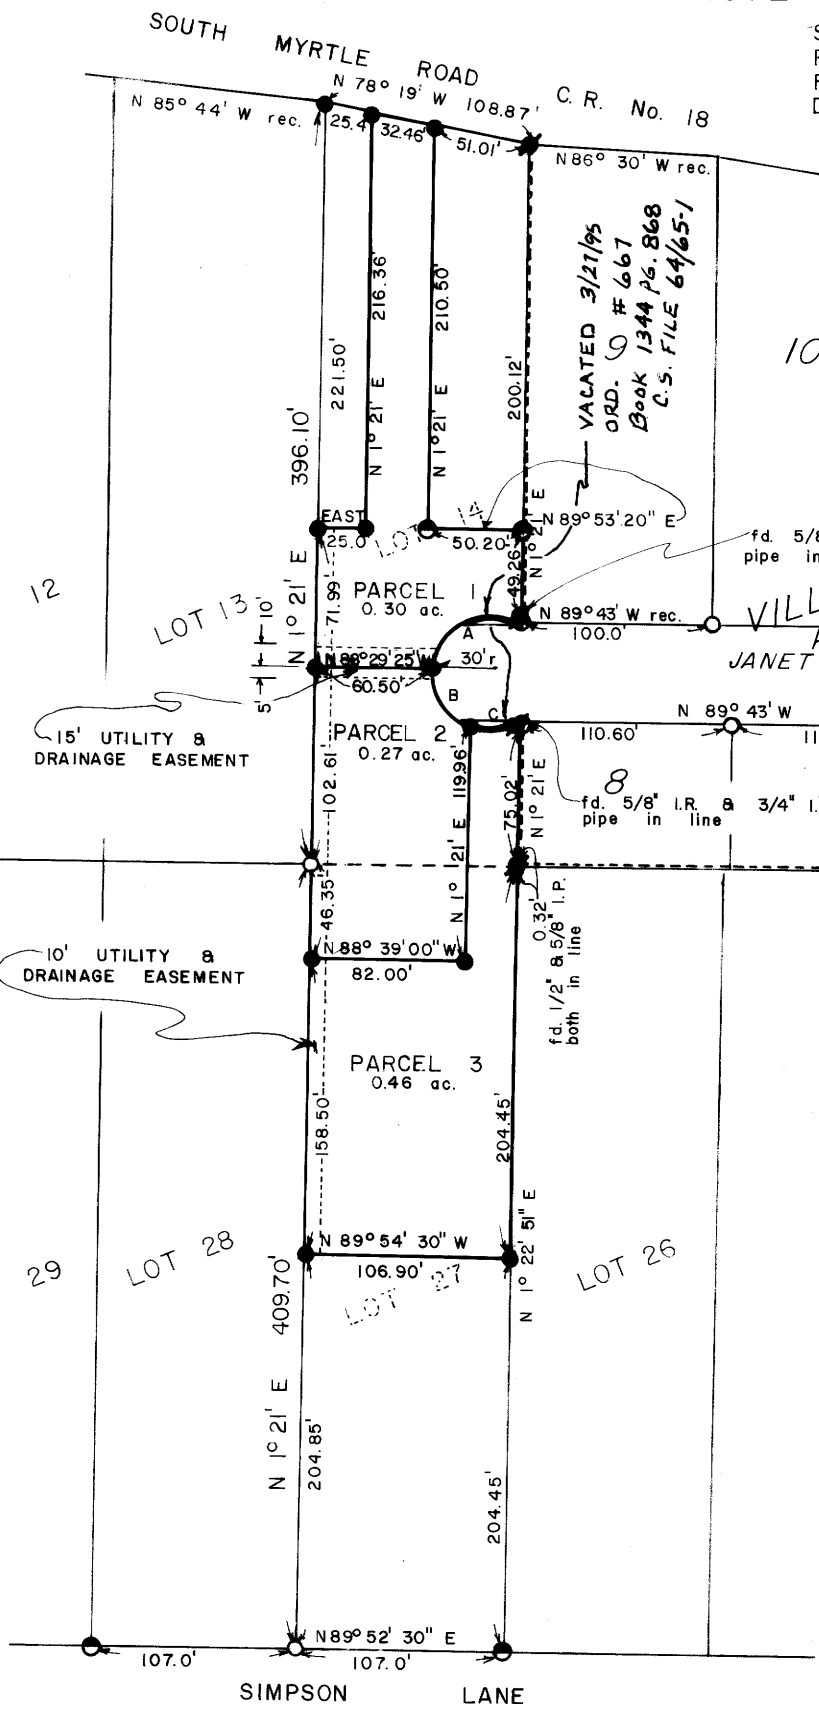 SOUTH MYRTLE ROAD C. R. No. 18
N 78° 19' W 108.87'
N 85° 44' W rec.
25.4
32.46'
51.01'
N 86° 30' W rec.
VACATED 3/27/95
ORD. # 667
BOOK 1344 PG. 868
C.S. FILE 64/65-1
216.36'
N 1° 21' E
210.50'
N 1° 21' E
221.50'
200.12'
396.10'
N 1° 21' E
10
EAST
25.0'
LOT 14
50.20'
N 89° 53'.20" E
49.26'
N 1° 21' E
fd. 5/8
pipe in
12
LOT 13
PARCEL 1
0.30 ac.
71.99'
10'
5'
A
N 89° 43' W rec.
100.0'
VILL
JANET
N 88° 29' 25" W
60.50'
30' r
B
C
15' UTILITY &
DRAINAGE EASEMENT
PARCEL 2
0.27 ac.
N 89° 43' W
110.60'
11
102.61'
119.96'
N 1° 21' E
75.02'
N 1° 21' E
8
fd. 5/8" I.R. & 3/4" I.
pipe in line
46.35'
0.32'
fd. 1/2" & 5/8" I.P.
both in line
N 88° 39' 00" W
82.00'
10' UTILITY &
DRAINAGE EASEMENT
PARCEL 3
0.46 ac.
158.50'
204.45'
N 1° 22' 51" E
N 89° 54' 30" W
106.90'
29
LOT 28
LOT 27
LOT 26
409.70'
N 1° 21' E
204.85'
204.45'
N 89° 52' 30" E
107.0'
107.0'
SIMPSON LANE